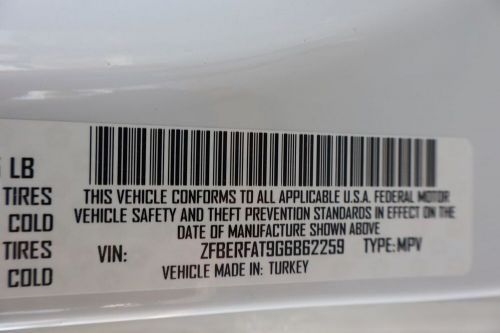 LB
TIRES
COLD
TIRES
COLD
THIS VEHICLE CONFORMS TO ALL APPLICABLE U.S.A. FEDERAL MOTOR
VEHICLE SAFETY AND THEFT PREVENTION STANDARDS IN EFFECT ON THE
DATE OF MANUFACTURE SHOWN ABOVE
VIN: ZFBERFAT9G6B62259 TYPE: MPV
VEHICLE MADE IN: TURKEY